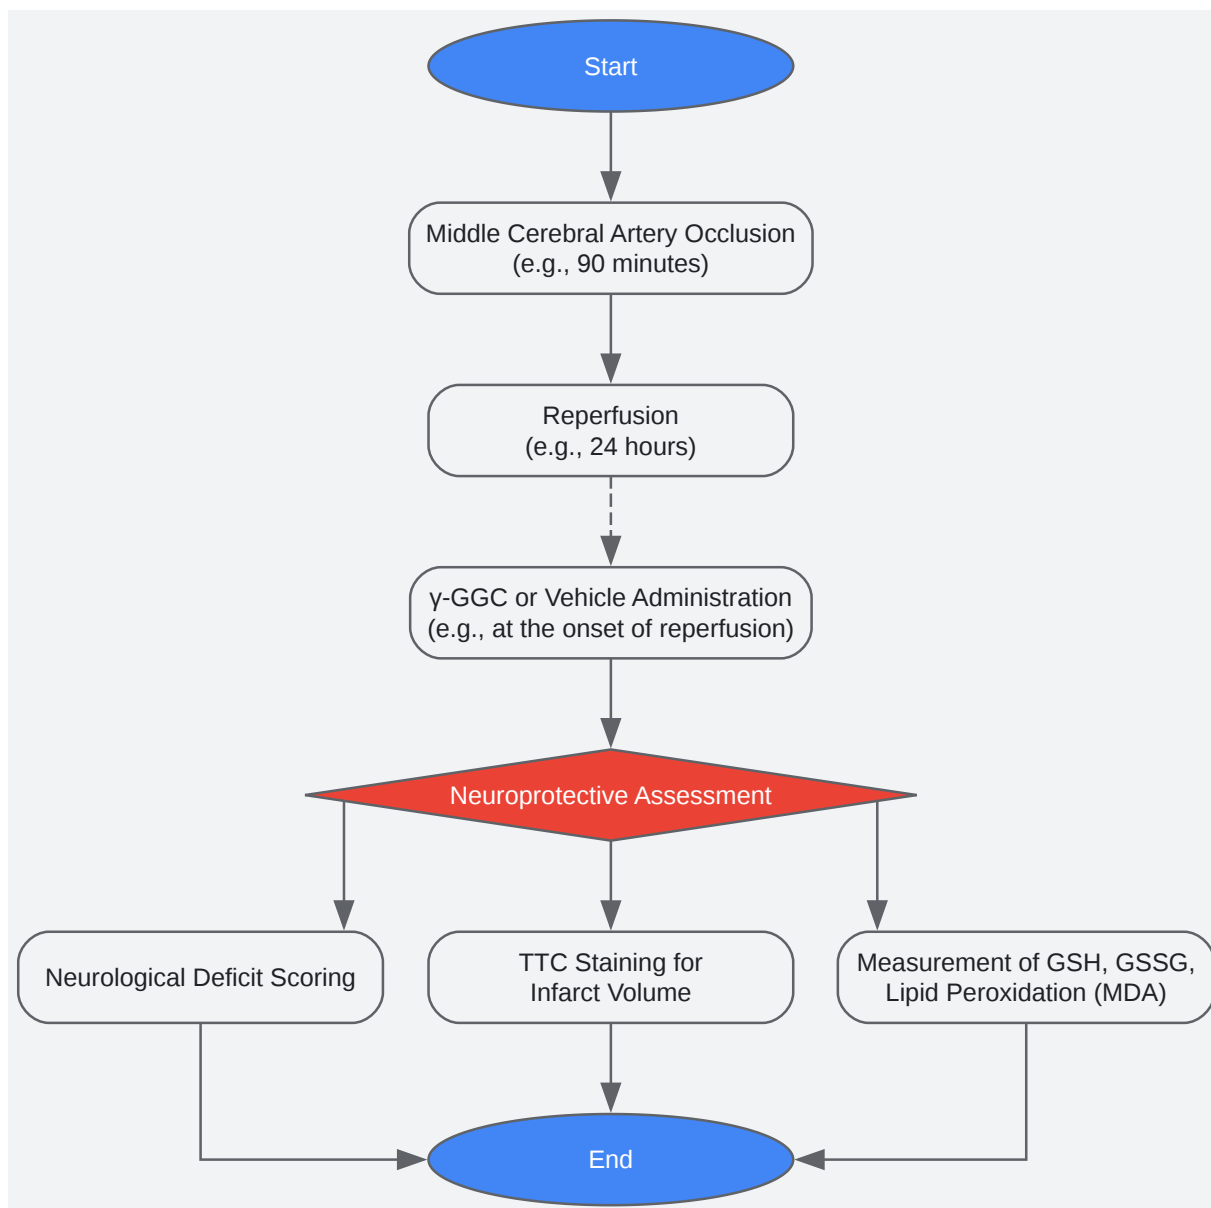 Start
Middle Cerebral Artery Occlusion
(e.g., 90 minutes)
Reperfusion
(e.g., 24 hours)
γ-GGC or Vehicle Administration
(e.g., at the onset of reperfusion)
Neuroprotective Assessment
Neurological Deficit Scoring
TTC Staining for
Infarct Volume
Measurement of GSH, GSSG,
Lipid Peroxidation (MDA)
End